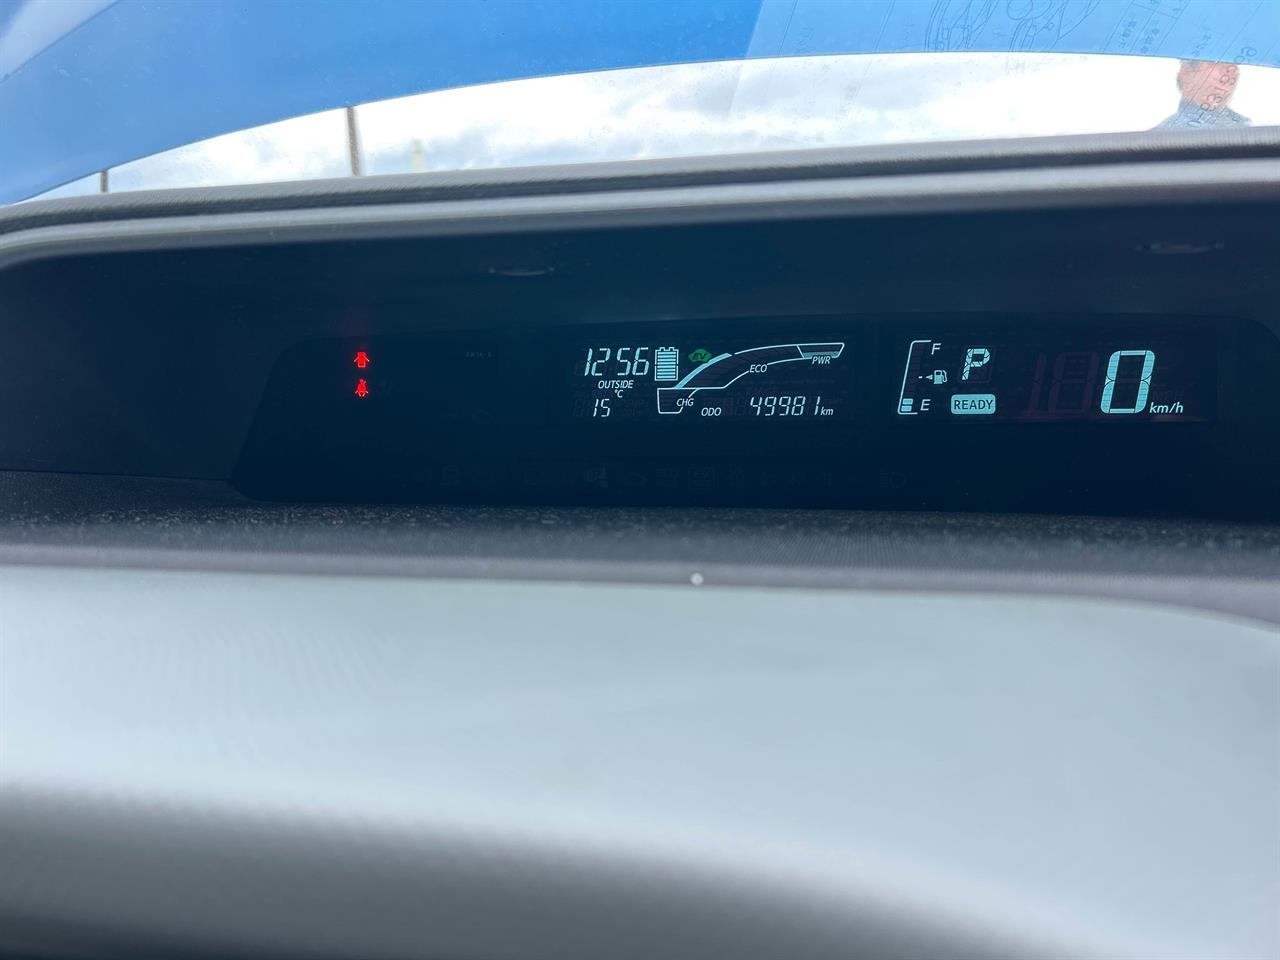 12:56
OUTSIDE
°C
15
EV
CHG
ECO
PWR
ODO 49981 km
F
E
P
READY
0 km/h